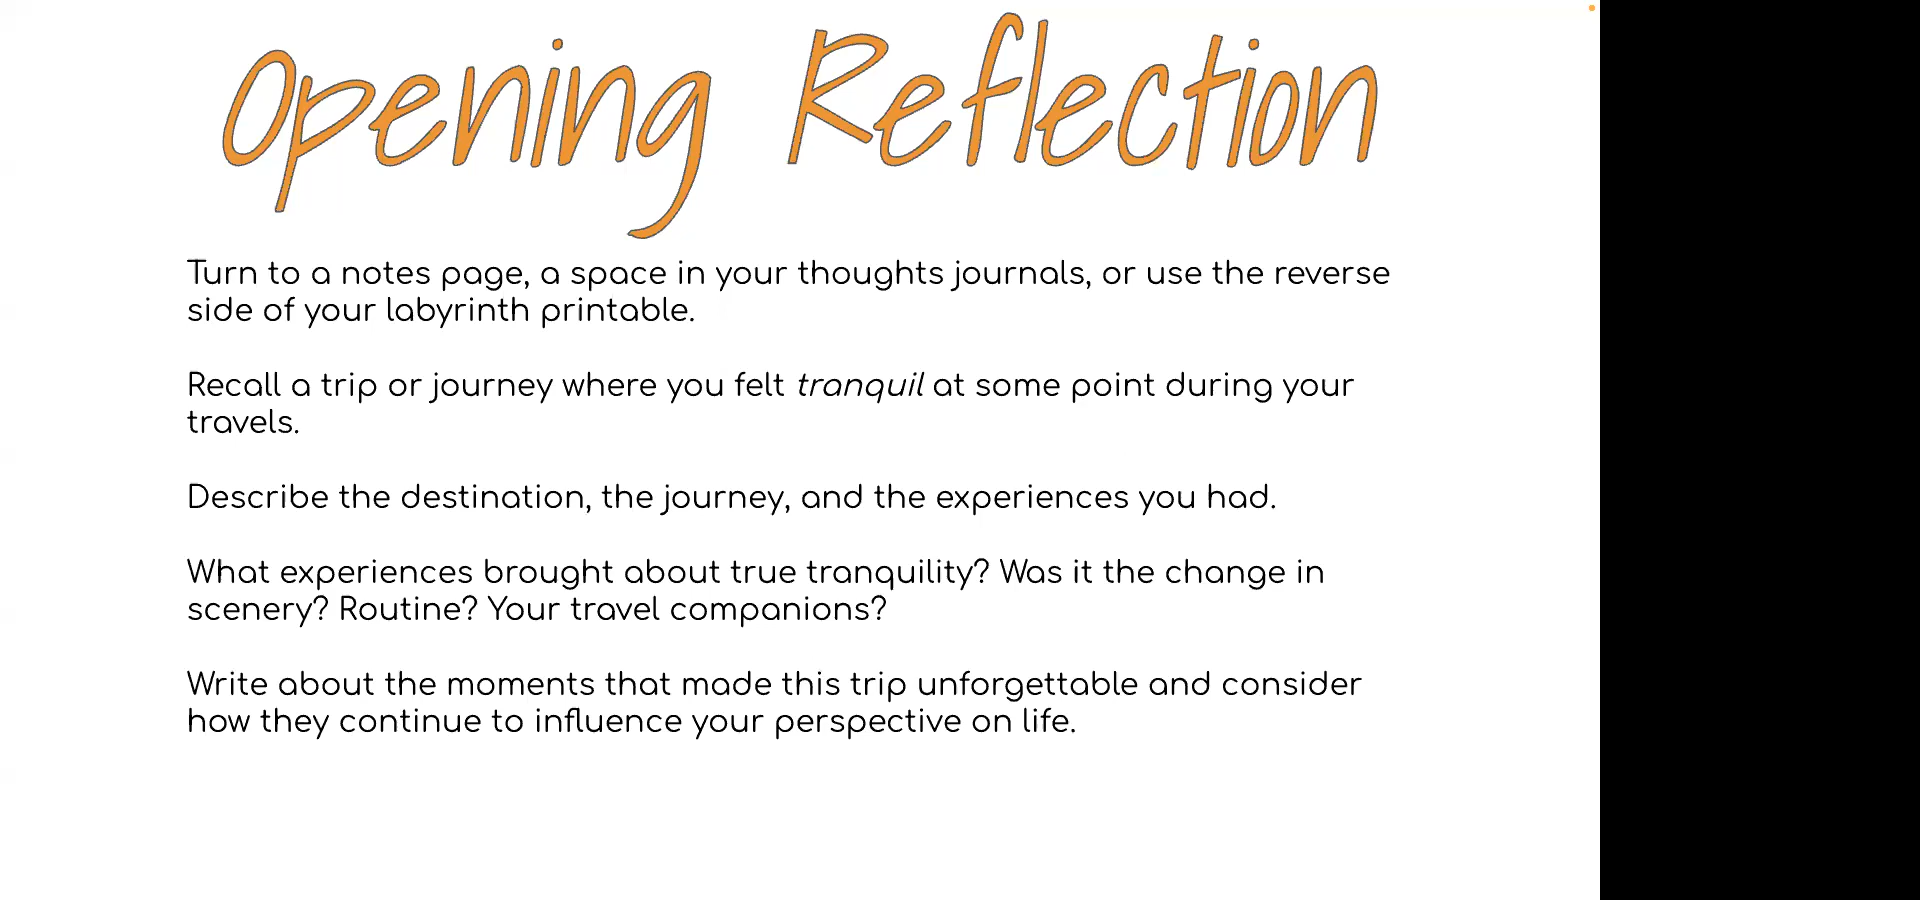 Opening Reflection
Turn to a notes page, a space in your thoughts journals, or use the reverse
side of your labyrinth printable.
Recall a trip or journey where you felt tranquil at some point during your
travels.
Describe the destination, the journey, and the experiences you had.
What experiences brought about true tranquility? Was it the change in
scenery? Routine? Your travel companions?
Write about the moments that made this trip unforgettable and consider
how they continue to influence your perspective on life.